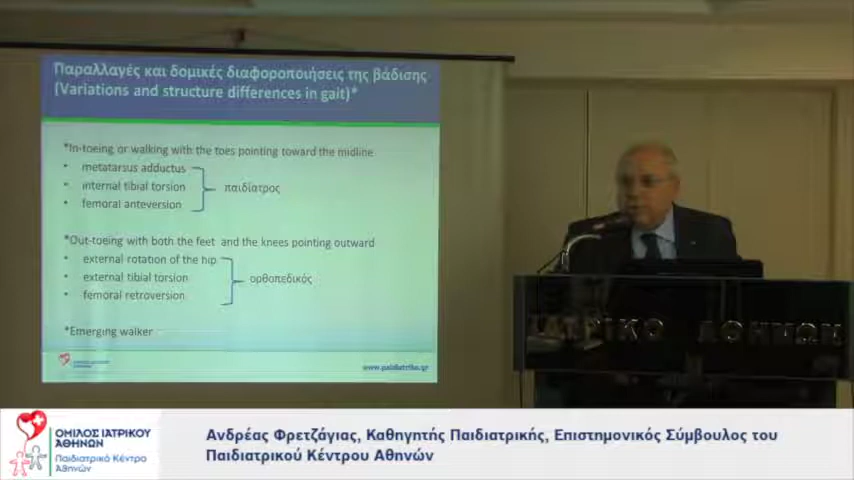 Παραλλαγές και δομικές διαφοροποιήσεις της βάδισης
(Variations and structure differences in gait)*
*In-toeing or walking with the toes pointing toward the midline
• metatarsus adductus
• internal tibial torsion
• femoral anteversion
παιδίατρος
*Out-toeing with both the feet and the knees pointing outward
• external rotation of the hip
• external tibial torsion
• femoral retroversion
ορθοπεδικός
*Emerging walker
www.paidiatriko.gr
ΙΑΤΡΙΚΟ ΑΘΗΝΩΝ
ΟΜΙΛΟΣ ΙΑΤΡΙΚΟΥ
ΑΘΗΝΩΝ
Παιδιατρικό Κέντρο
Αθηνών
Ανδρέας Φρετζάγιας, Καθηγητής Παιδιατρικής, Επιστημονικός Σύμβουλος του
Παιδιατρικού Κέντρου Αθηνών